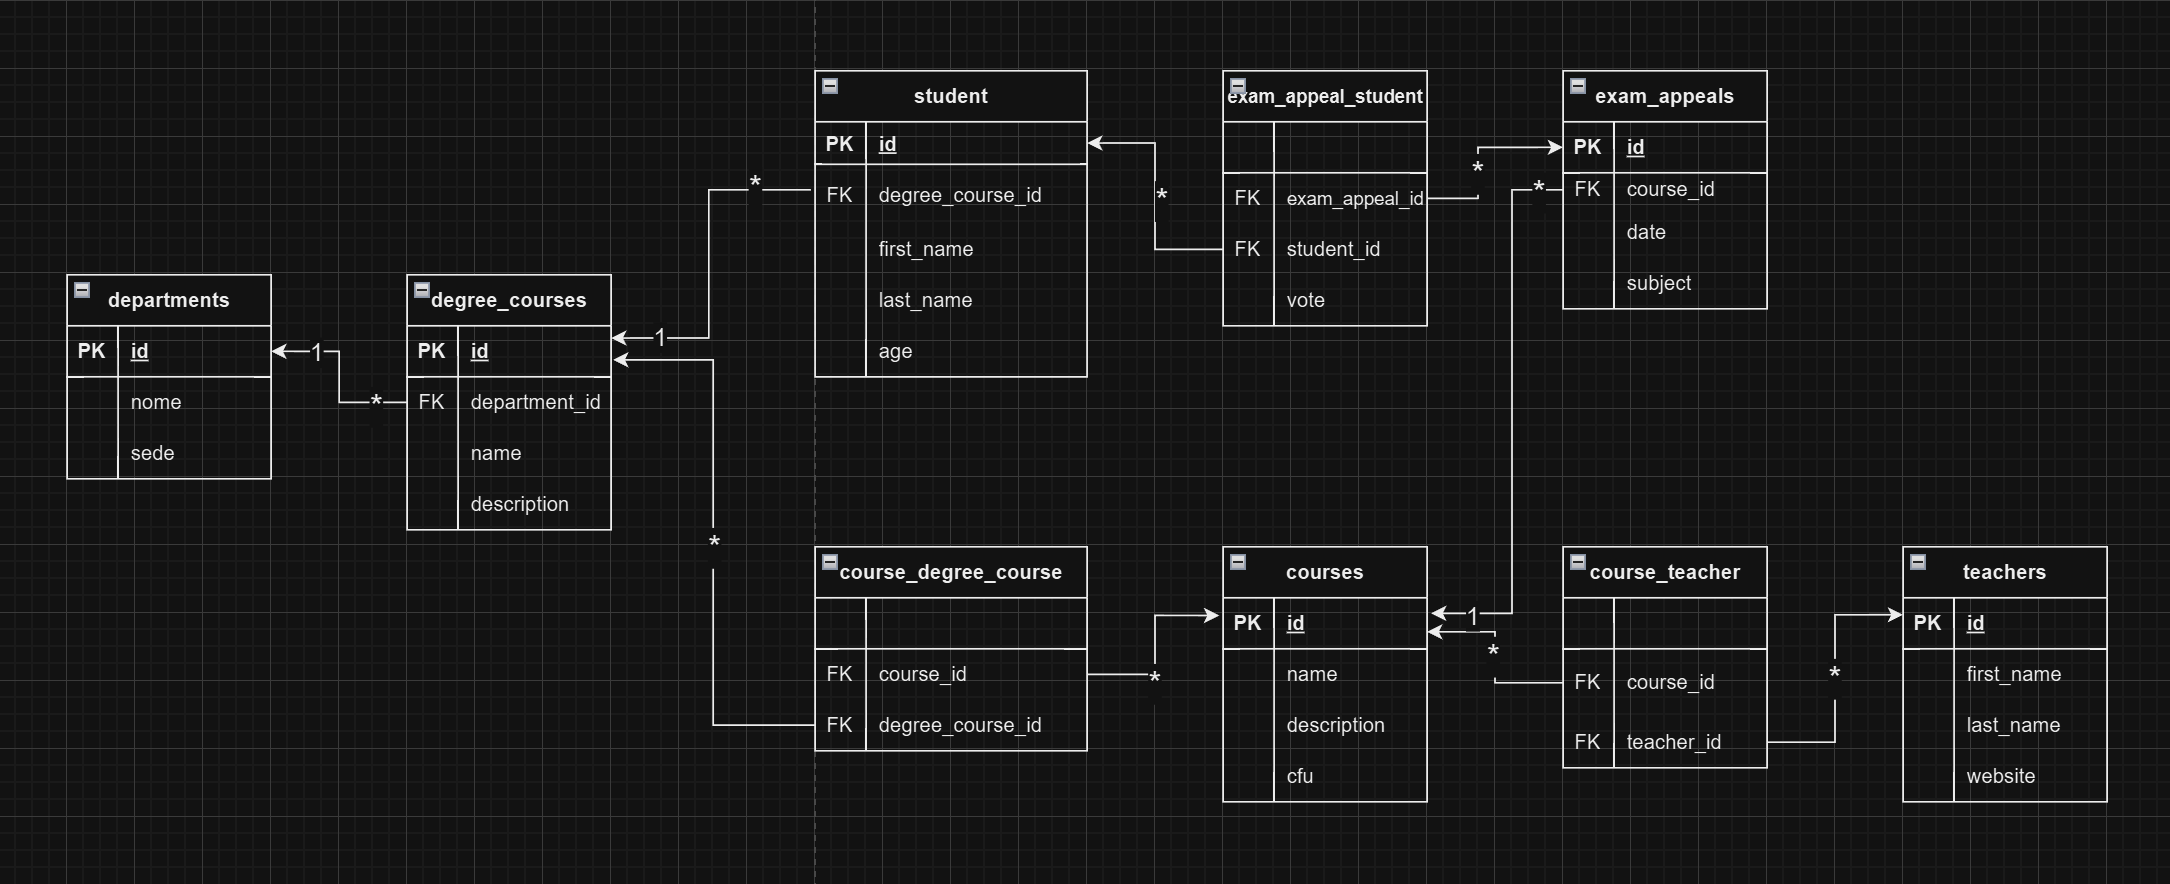 student
PK id
FK degree_course_id
first_name
last_name
age
exam_appeal_student
FK exam_appeal_id
FK student_id
vote
exam_appeals
PK id
FK course_id
date
subject
*
*
*
*
departments
PK id
nome
sede
1
*
degree_courses
PK id
FK department_id
name
description
1
*
course_degree_course
FK course_id
FK degree_course_id
*
courses
PK id
name
description
cfu
1
*
course_teacher
FK course_id
FK teacher_id
*
teachers
PK id
first_name
last_name
website